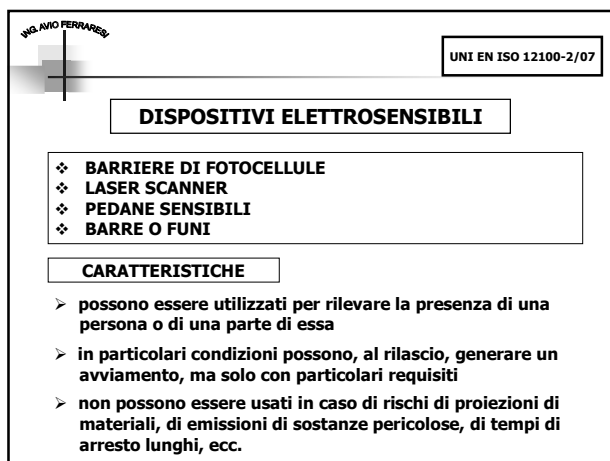 ING. AVIO FERRARESI
UNI EN ISO 12100-2/07
DISPOSITIVI ELETTROSENSIBILI
❖ BARRIERE DI FOTOCELLULE
❖ LASER SCANNER
❖ PEDANE SENSIBILI
❖ BARRE O FUNI
CARATTERISTICHE
➢ possono essere utilizzati per rilevare la presenza di una
persona o di una parte di essa
➢ in particolari condizioni possono, al rilascio, generare un
avviamento, ma solo con particolari requisiti
➢ non possono essere usati in caso di rischi di proiezioni di
materiali, di emissioni di sostanze pericolose, di tempi di
arresto lunghi, ecc.